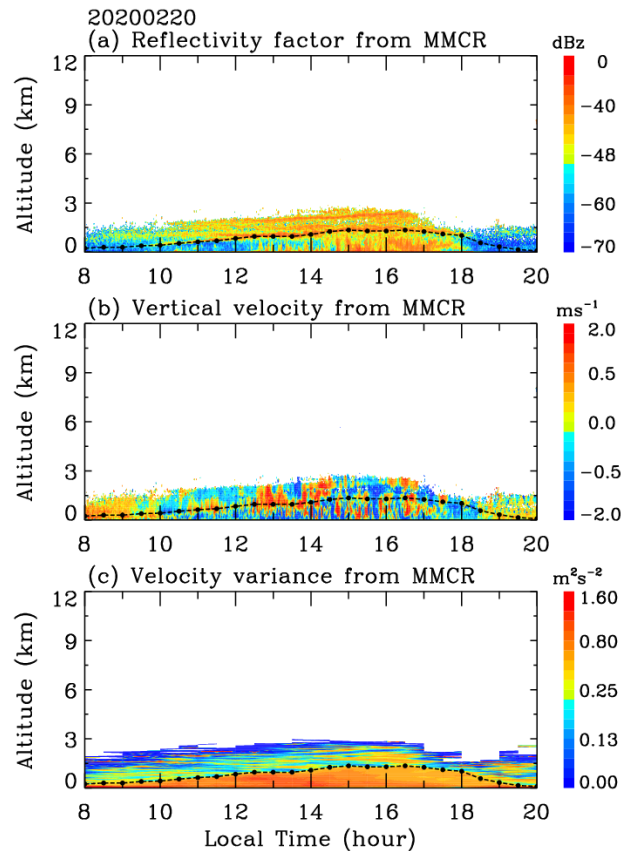 20200220
(a) Reflectivity factor from MMCR
dBz
12
9
6
3
0
Altitude (km)
0
−40
−48
−60
−70
8 10 12 14 16 18 20
(b) Vertical velocity from MMCR
ms⁻¹
12
9
6
3
0
Altitude (km)
2.0
0.5
0.0
−0.5
−2.0
8 10 12 14 16 18 20
(c) Velocity variance from MMCR
m²s⁻²
12
9
6
3
0
Altitude (km)
1.60
0.80
0.25
0.13
0.00
8 10 12 14 16 18 20
Local Time (hour)